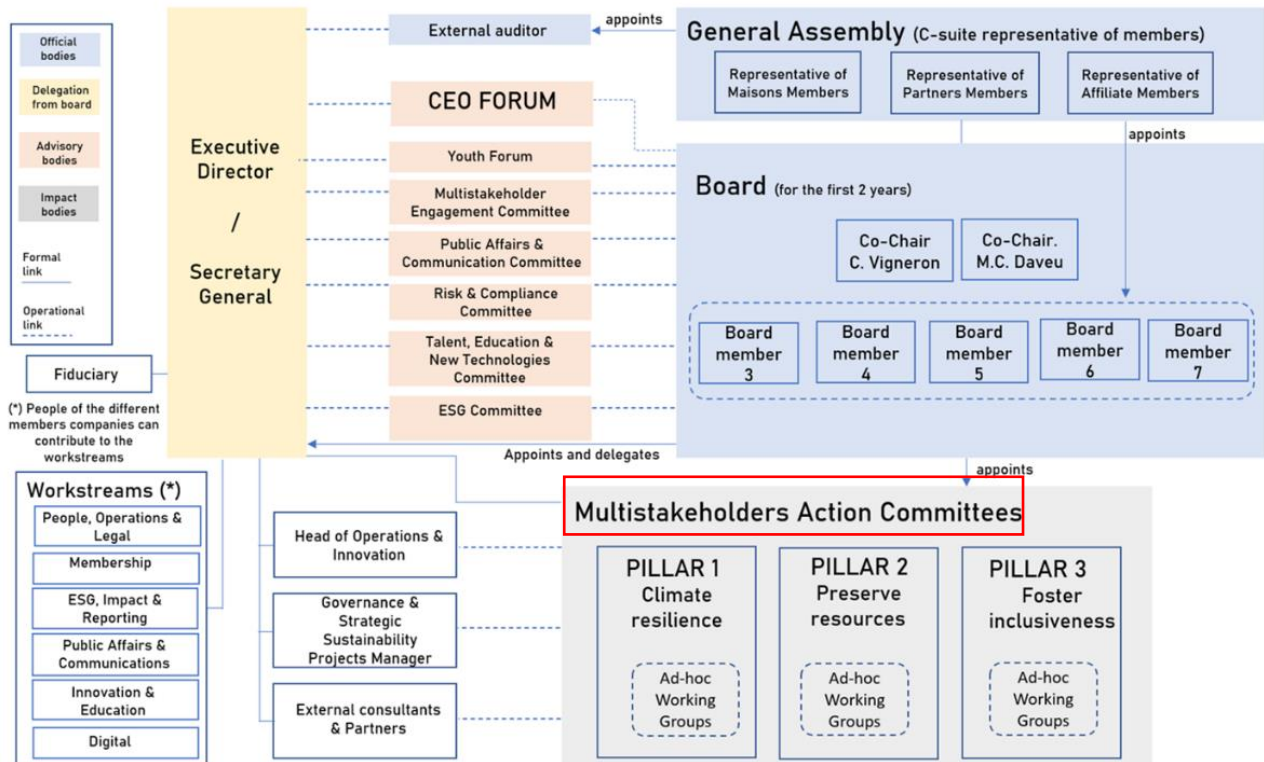 Official
bodies
Delegation
from board
Advisory
bodies
Impact
bodies
Formal
link
Operational
link
Fiduciary
(*) People of the different
members companies can
contribute to the
workstreams
Workstreams (*)
People, Operations &
Legal
Membership
ESG, Impact &
Reporting
Public Affairs &
Communications
Innovation &
Education
Digital
Executive
Director
/
Secretary
General
External auditor
appoints
CEO FORUM
Youth Forum
Multistakeholder
Engagement Committee
Public Affairs &
Communication Committee
Risk & Compliance
Committee
Talent, Education &
New Technologies
Committee
ESG Committee
Appoints and delegates
General Assembly (C-suite representative of members)
Representative of
Maisons Members
Representative of
Partners Members
Representative of
Affiliate Members
appoints
Board (for the first 2 years)
Co-Chair
C. Vigneron
Co-Chair.
M.C. Daveu
Board
member
3
Board
member
4
Board
member
5
Board
member
6
Board
member
7
appoints
Head of Operations &
Innovation
Governance &
Strategic
Sustainability
Projects Manager
External consultants
& Partners
Multistakeholders Action Committees
PILLAR 1
Climate
resilience
Ad-hoc
Working
Groups
PILLAR 2
Preserve
resources
Ad-hoc
Working
Groups
PILLAR 3
Foster
inclusiveness
Ad-hoc
Working
Groups